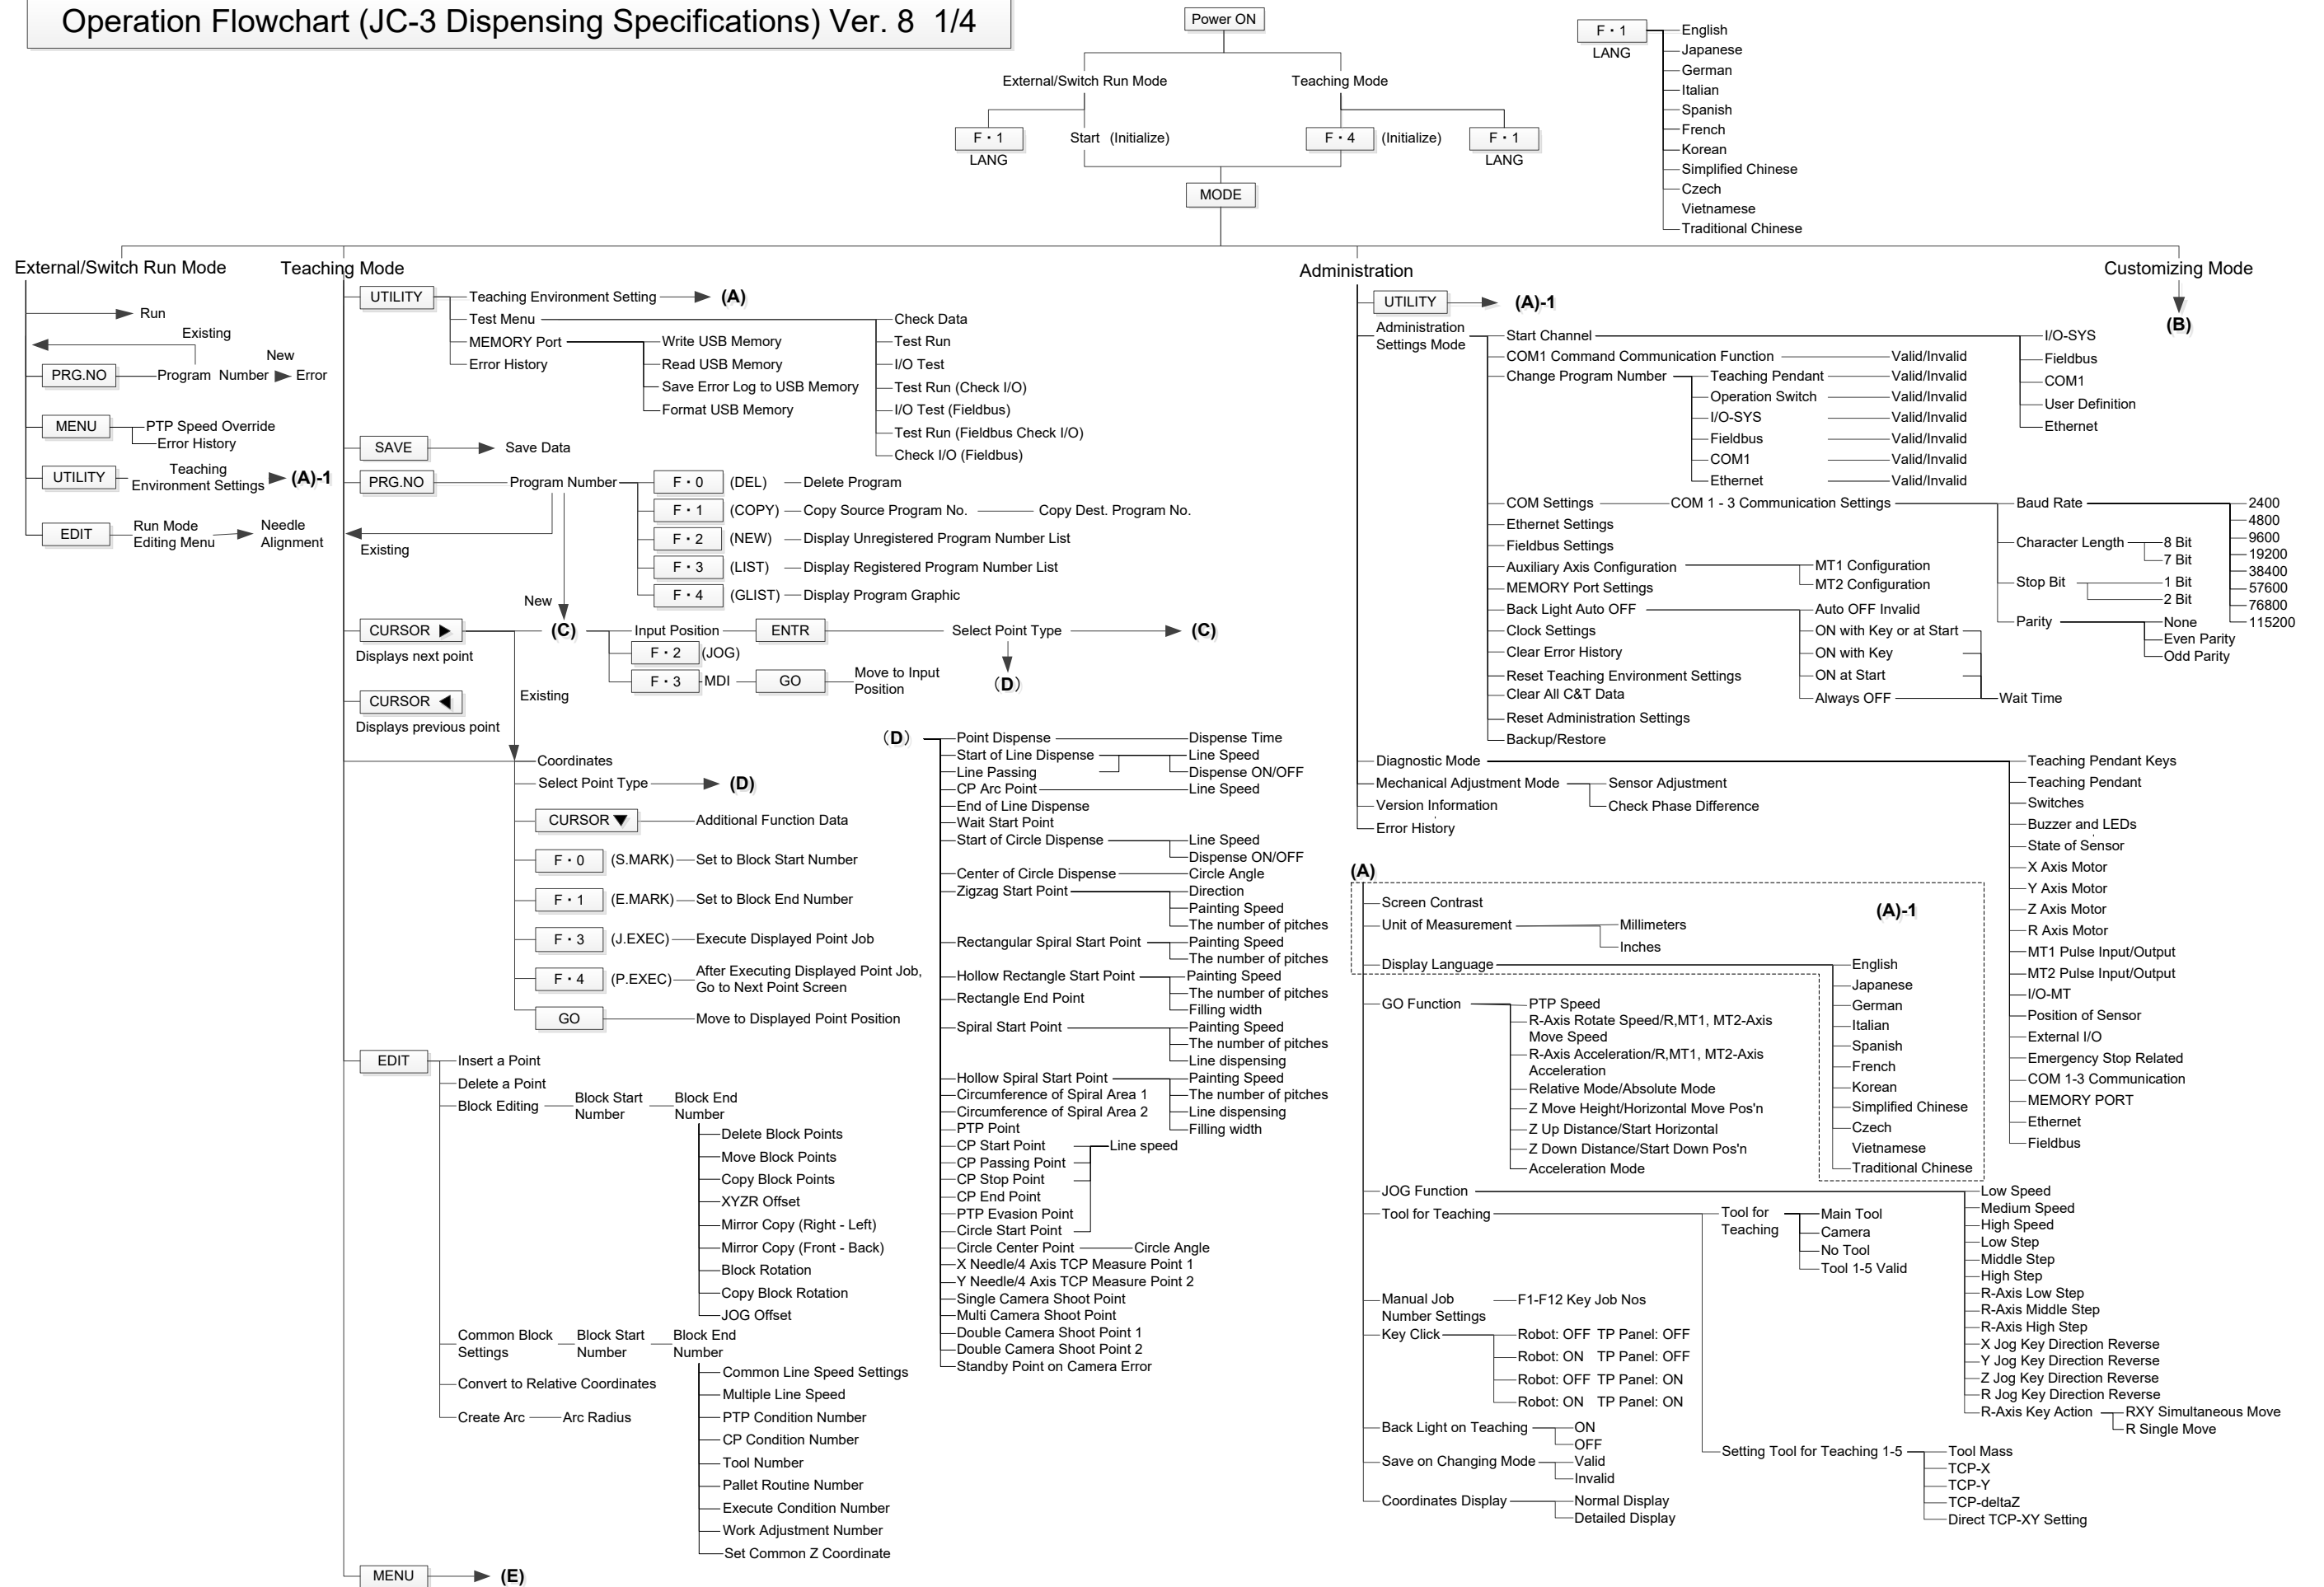 Operation Flowchart (JC-3 Dispensing Specifications) Ver. 8 1/4
Power ON
External/Switch Run Mode
Teaching Mode
F・1
LANG
Start (Initialize)
F・4 (Initialize)
F・1
LANG
MODE
F・1
LANG
English
Japanese
German
Italian
Spanish
French
Korean
Simplified Chinese
Czech
Vietnamese
Traditional Chinese
External/Switch Run Mode
Run
Existing
New
PRG.NO Program Number Error
MENU
PTP Speed Override
Error History
UTILITY
Teaching
Environment Settings
(A)-1
EDIT
Run Mode
Editing Menu
Needle
Alignment
Teaching Mode
UTILITY
Teaching Environment Setting (A)
Test Menu
MEMORY Port
Error History
Write USB Memory
Read USB Memory
Save Error Log to USB Memory
Format USB Memory
Check Data
Test Run
I/O Test
Test Run (Check I/O)
I/O Test (Fieldbus)
Test Run (Fieldbus Check I/O)
Check I/O (Fieldbus)
SAVE Save Data
PRG.NO Program Number
F・0 (DEL) Delete Program
F・1 (COPY) Copy Source Program No. Copy Dest. Program No.
F・2 (NEW) Display Unregistered Program Number List
F・3 (LIST) Display Registered Program Number List
F・4 (GLIST) Display Program Graphic
Existing
New
CURSOR ▶
Displays next point
(C) Input Position ENTR Select Point Type (C)
F・2 (JOG)
F・3 MDI GO
Move to Input
Position
(D)
CURSOR ◀
Displays previous point
Existing
Coordinates
Select Point Type (D)
CURSOR ▼ Additional Function Data
F・0 (S.MARK) Set to Block Start Number
F・1 (E.MARK) Set to Block End Number
F・3 (J.EXEC) Execute Displayed Point Job
F・4 (P.EXEC)
After Executing Displayed Point Job,
Go to Next Point Screen
GO Move to Displayed Point Position
EDIT
Insert a Point
Delete a Point
Block Editing
Block Start
Number
Block End
Number
Delete Block Points
Move Block Points
Copy Block Points
XYZR Offset
Mirror Copy (Right - Left)
Mirror Copy (Front - Back)
Block Rotation
Copy Block Rotation
JOG Offset
Common Block
Settings
Block Start
Number
Block End
Number
Convert to Relative Coordinates
Create Arc Arc Radius
Common Line Speed Settings
Multiple Line Speed
PTP Condition Number
CP Condition Number
Tool Number
Pallet Routine Number
Execute Condition Number
Work Adjustment Number
Set Common Z Coordinate
MENU (E)
(D)
Point Dispense Dispense Time
Start of Line Dispense Line Speed
Line Passing Dispense ON/OFF
CP Arc Point Line Speed
End of Line Dispense
Wait Start Point
Start of Circle Dispense Line Speed
Dispense ON/OFF
Center of Circle Dispense Circle Angle
Zigzag Start Point Direction
Painting Speed
The number of pitches
Rectangular Spiral Start Point Painting Speed
The number of pitches
Hollow Rectangle Start Point Painting Speed
The number of pitches
Rectangle End Point
Filling width
Spiral Start Point Painting Speed
The number of pitches
Line dispensing
Hollow Spiral Start Point Painting Speed
Circumference of Spiral Area 1 The number of pitches
Circumference of Spiral Area 2 Line dispensing
PTP Point Filling width
CP Start Point Line speed
CP Passing Point
CP Stop Point
CP End Point
PTP Evasion Point
Circle Start Point
Circle Center Point Circle Angle
X Needle/4 Axis TCP Measure Point 1
Y Needle/4 Axis TCP Measure Point 2
Single Camera Shoot Point
Multi Camera Shoot Point
Double Camera Shoot Point 1
Double Camera Shoot Point 2
Standby Point on Camera Error
Administration
UTILITY (A)-1
Administration
Settings Mode
Start Channel
I/O-SYS
Fieldbus
COM1
User Definition
Ethernet
COM1 Command Communication Function Valid/Invalid
Change Program Number
Teaching Pendant Valid/Invalid
Operation Switch Valid/Invalid
I/O-SYS Valid/Invalid
Fieldbus Valid/Invalid
COM1 Valid/Invalid
Ethernet Valid/Invalid
COM Settings COM 1 - 3 Communication Settings
Baud Rate
2400
4800
9600
19200
38400
57600
76800
115200
Character Length
8 Bit
7 Bit
Stop Bit
1 Bit
2 Bit
Parity
None
Even Parity
Odd Parity
Ethernet Settings
Fieldbus Settings
Auxiliary Axis Configuration
MT1 Configuration
MT2 Configuration
MEMORY Port Settings
Back Light Auto OFF
Auto OFF Invalid
ON with Key or at Start
ON with Key
ON at Start
Always OFF
Wait Time
Clock Settings
Clear Error History
Reset Teaching Environment Settings
Clear All C&T Data
Reset Administration Settings
Backup/Restore
Diagnostic Mode
Mechanical Adjustment Mode
Sensor Adjustment
Check Phase Difference
Version Information
Error History
Teaching Pendant Keys
Teaching Pendant
Switches
Buzzer and LEDs
State of Sensor
X Axis Motor
Y Axis Motor
Z Axis Motor
R Axis Motor
MT1 Pulse Input/Output
MT2 Pulse Input/Output
I/O-MT
Position of Sensor
External I/O
Emergency Stop Related
COM 1-3 Communication
MEMORY PORT
Ethernet
Fieldbus
Customizing Mode
(B)
(A)
(A)-1
Screen Contrast
Unit of Measurement
Millimeters
Inches
Display Language
English
Japanese
German
Italian
Spanish
French
Korean
Simplified Chinese
Czech
Vietnamese
Traditional Chinese
GO Function
PTP Speed
R-Axis Rotate Speed/R,MT1, MT2-Axis
Move Speed
R-Axis Acceleration/R,MT1, MT2-Axis
Acceleration
Relative Mode/Absolute Mode
Z Move Height/Horizontal Move Pos'n
Z Up Distance/Start Horizontal
Z Down Distance/Start Down Pos'n
Acceleration Mode
JOG Function
Low Speed
Medium Speed
High Speed
Low Step
Middle Step
High Step
R-Axis Low Step
R-Axis Middle Step
R-Axis High Step
X Jog Key Direction Reverse
Y Jog Key Direction Reverse
Z Jog Key Direction Reverse
R Jog Key Direction Reverse
R-Axis Key Action
RXY Simultaneous Move
R Single Move
Tool for Teaching
Tool for
Teaching
Main Tool
Camera
No Tool
Tool 1-5 Valid
Setting Tool for Teaching 1-5
Tool Mass
TCP-X
TCP-Y
TCP-deltaZ
Direct TCP-XY Setting
Manual Job
Number Settings
F1-F12 Key Job Nos
Key Click
Robot: OFF TP Panel: OFF
Robot: ON TP Panel: OFF
Robot: OFF TP Panel: ON
Robot: ON TP Panel: ON
Back Light on Teaching
ON
OFF
Save on Changing Mode
Valid
Invalid
Coordinates Display
Normal Display
Detailed Display